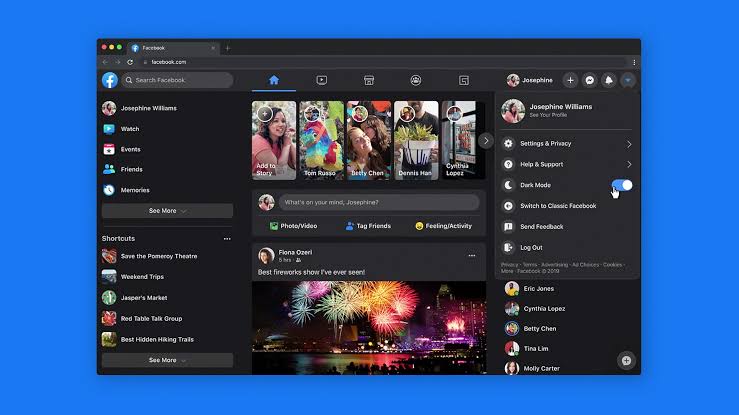 Facebook
facebook.com
Search Facebook
Josephine
Josephine Williams
Watch
Events
Friends
Memories
See More
Shortcuts
Save the Pomeroy Theatre
Weekend Trips
Jasper's Market
Red Table Talk Group
Best Hidden Hiking Trails
See More
Add to
Story
Tom Russo
Betty Chen
Dennis Han
Cynthia
Lopez
What's on your mind, Josephine?
Photo/Video
Tag Friends
Feeling/Activity
Fiona Ozeri
5 hrs ·
Best fireworks show I've ever seen!
Josephine Williams
See Your Profile
Settings & Privacy
Help & Support
Dark Mode
Switch to Classic Facebook
Send Feedback
Log Out
Privacy · Terms · Advertising · Ad Choices · Cookies ·
More · Facebook © 2019
Eric Jones
Cynthia Lopez
Betty Chen
Tina Lim
Molly Carter